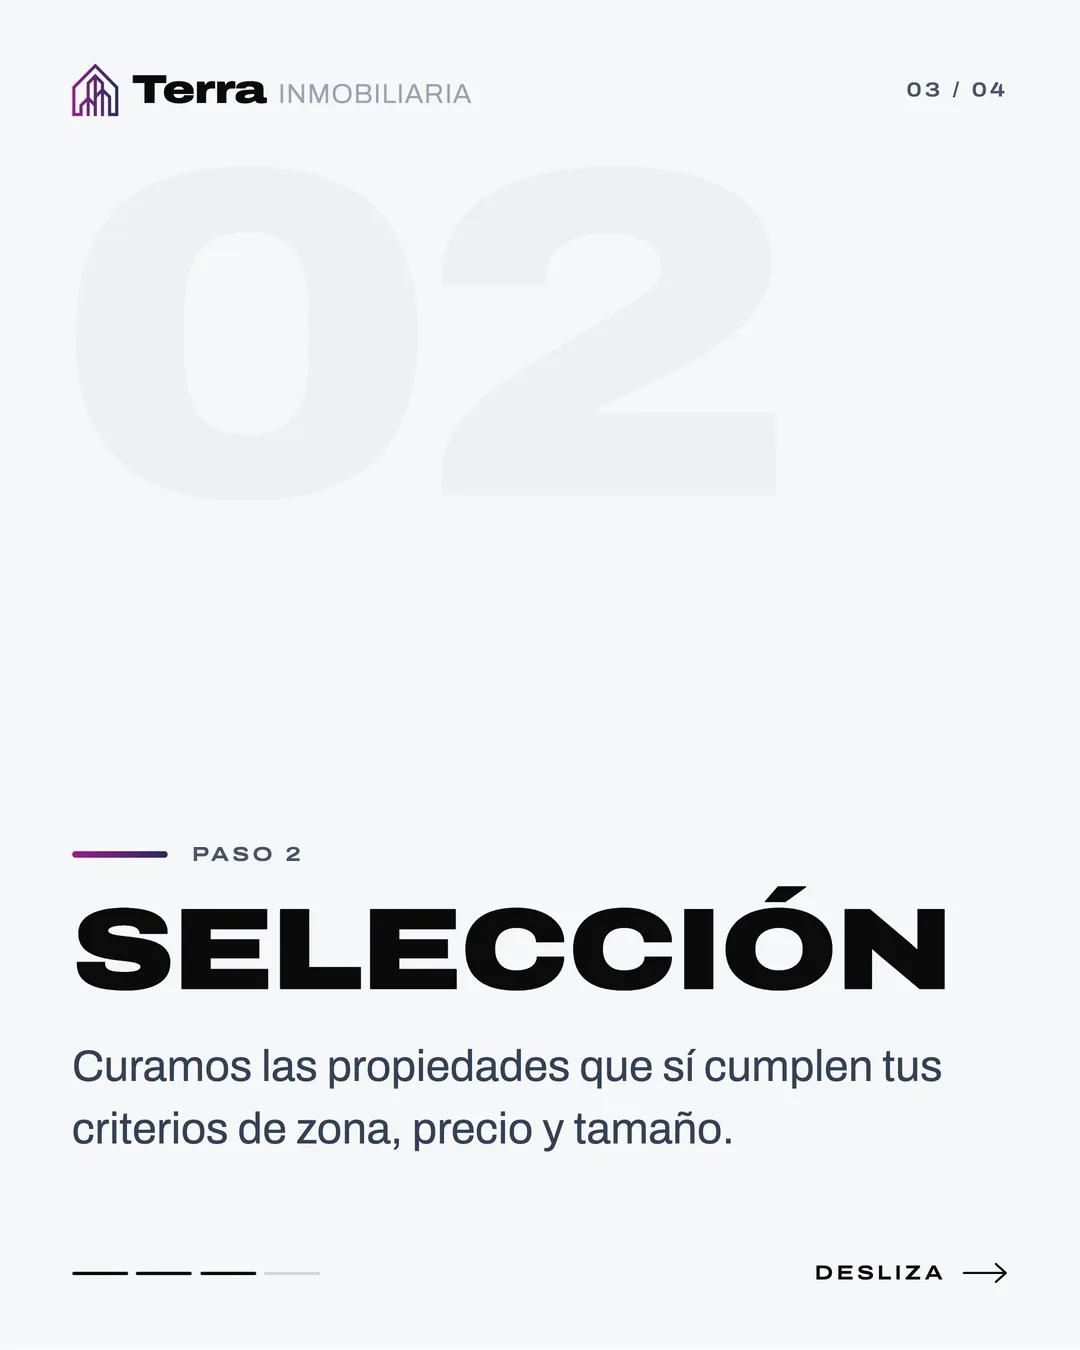 Terra INMOBILIARIA
03 / 04
02
PASO 2
SELECCIÓN
Curamos las propiedades que sí cumplen tus
criterios de zona, precio y tamaño.
DESLIZA